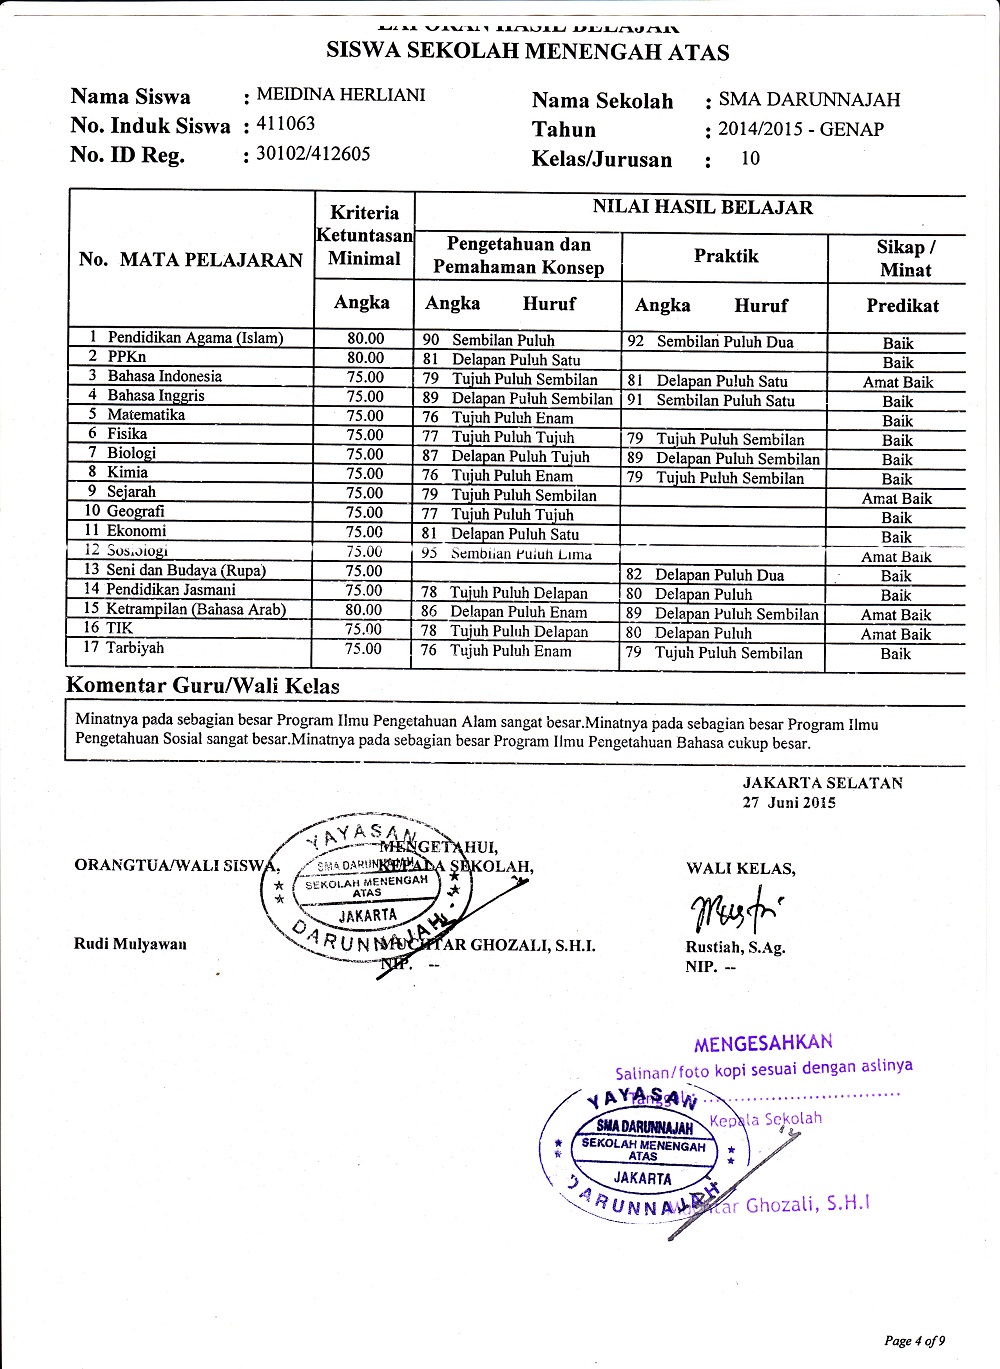 LAPORAN HASIL BELAJAR
SISWA SEKOLAH MENENGAH ATAS
Nama Siswa : MEIDINA HERLIANI
No. Induk Siswa : 411063
No. ID Reg. : 30102/412605
Nama Sekolah : SMA DARUNNAJAH
Tahun : 2014/2015 - GENAP
Kelas/Jurusan : 10
No. MATA PELAJARAN
Kriteria
Ketuntasan
Minimal
Angka
NILAI HASIL BELAJAR
Pengetahuan dan
Pemahaman Konsep
Angka Huruf
Praktik
Angka Huruf
Sikap /
Minat
Predikat
1 Pendidikan Agama (Islam) 80.00 90 Sembilan Puluh 92 Sembilan Puluh Dua Baik
2 PPKn 80.00 81 Delapan Puluh Satu Baik
3 Bahasa Indonesia 75.00 79 Tujuh Puluh Sembilan 81 Delapan Puluh Satu Amat Baik
4 Bahasa Inggris 75.00 89 Delapan Puluh Sembilan 91 Sembilan Puluh Satu Baik
5 Matematika 75.00 76 Tujuh Puluh Enam Baik
6 Fisika 75.00 77 Tujuh Puluh Tujuh 79 Tujuh Puluh Sembilan Baik
7 Biologi 75.00 87 Delapan Puluh Tujuh 89 Delapan Puluh Sembilan Baik
8 Kimia 75.00 76 Tujuh Puluh Enam 79 Tujuh Puluh Sembilan Baik
9 Sejarah 75.00 79 Tujuh Puluh Sembilan Amat Baik
10 Geografi 75.00 77 Tujuh Puluh Tujuh Baik
11 Ekonomi 75.00 81 Delapan Puluh Satu Baik
12 Sosiologi 75.00 95 Sembilan Puluh Lima Amat Baik
13 Seni dan Budaya (Rupa) 75.00 82 Delapan Puluh Dua Baik
14 Pendidikan Jasmani 75.00 78 Tujuh Puluh Delapan 80 Delapan Puluh Baik
15 Ketrampilan (Bahasa Arab) 80.00 86 Delapan Puluh Enam 89 Delapan Puluh Sembilan Amat Baik
16 TIK 75.00 78 Tujuh Puluh Delapan 80 Delapan Puluh Amat Baik
17 Tarbiyah 75.00 76 Tujuh Puluh Enam 79 Tujuh Puluh Sembilan Baik
Komentar Guru/Wali Kelas
Minatnya pada sebagian besar Program Ilmu Pengetahuan Alam sangat besar.Minatnya pada sebagian besar Program Ilmu
Pengetahuan Sosial sangat besar.Minatnya pada sebagian besar Program Ilmu Pengetahuan Bahasa cukup besar.
JAKARTA SELATAN
27 Juni 2015
ORANGTUA/WALI SISWA,
Rudi Mulyawan
MENGETAHUI,
KEPALA SEKOLAH,
YAYASAN
SMA DARUNNAJAH
SEKOLAH MENENGAH
ATAS
JAKARTA
DARUNNAJAH
MUCHTAR GHOZALI, S.H.I.
NIP. --
WALI KELAS,
Rustiah, S.Ag.
NIP. --
MENGESAHKAN
Salinan/foto kopi sesuai dengan aslinya
Tanggal ................................
Kepala Sekolah
YAYASAN
SMA DARUNNAJAH
SEKOLAH MENENGAH
ATAS
JAKARTA
DARUNNAJAH
Muchtar Ghozali, S.H.I
Page 4 of 9